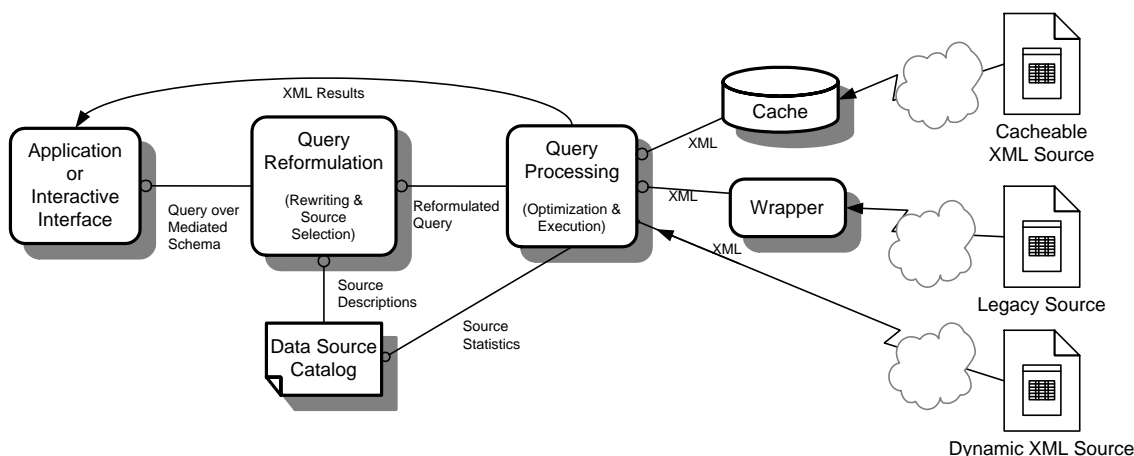 XML Results
Application
or
Interactive
Interface
Query over
Mediated
Schema
Query
Reformulation
(Rewriting &
Source
Selection)
Reformulated
Query
Source
Descriptions
Data Source
Catalog
Source
Statistics
Query
Processing
(Optimization &
Execution)
XML
Cache
XML
Wrapper
XML
Cacheable
XML Source
Legacy Source
Dynamic XML Source